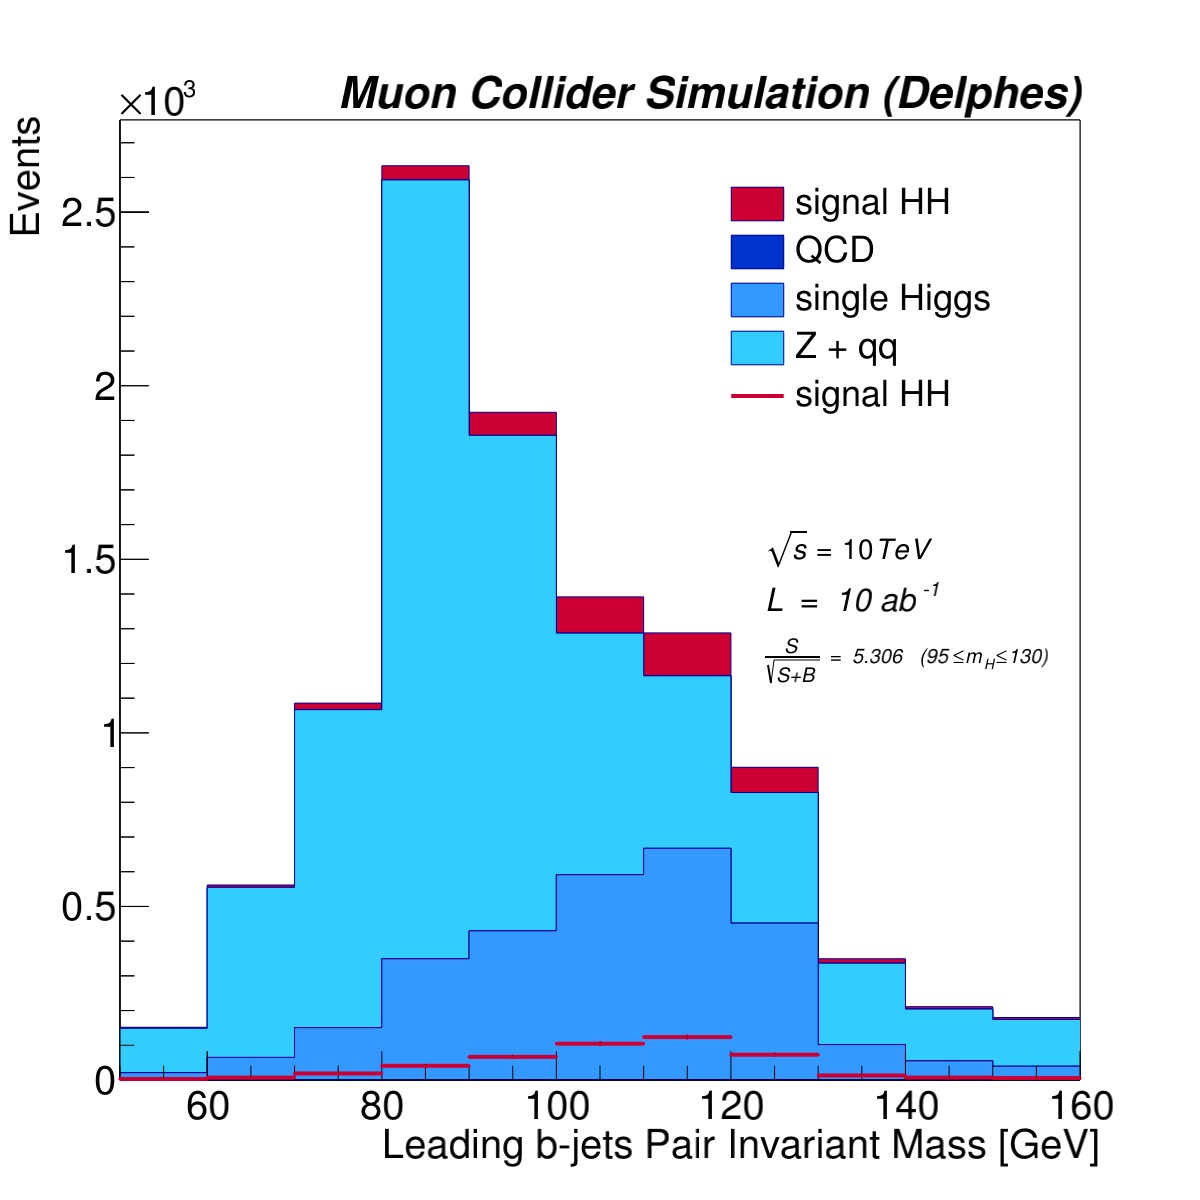 Muon Collider Simulation (Delphes)
×10³
Events
2.5
2
1.5
1
0.5
0
signal HH
QCD
single Higgs
Z + qq
signal HH
√s = 10 TeV
L = 10 ab⁻¹
S/√(S+B) = 5.306 (95≤m_H≤130)
60 80 100 120 140 160
Leading b-jets Pair Invariant Mass [GeV]